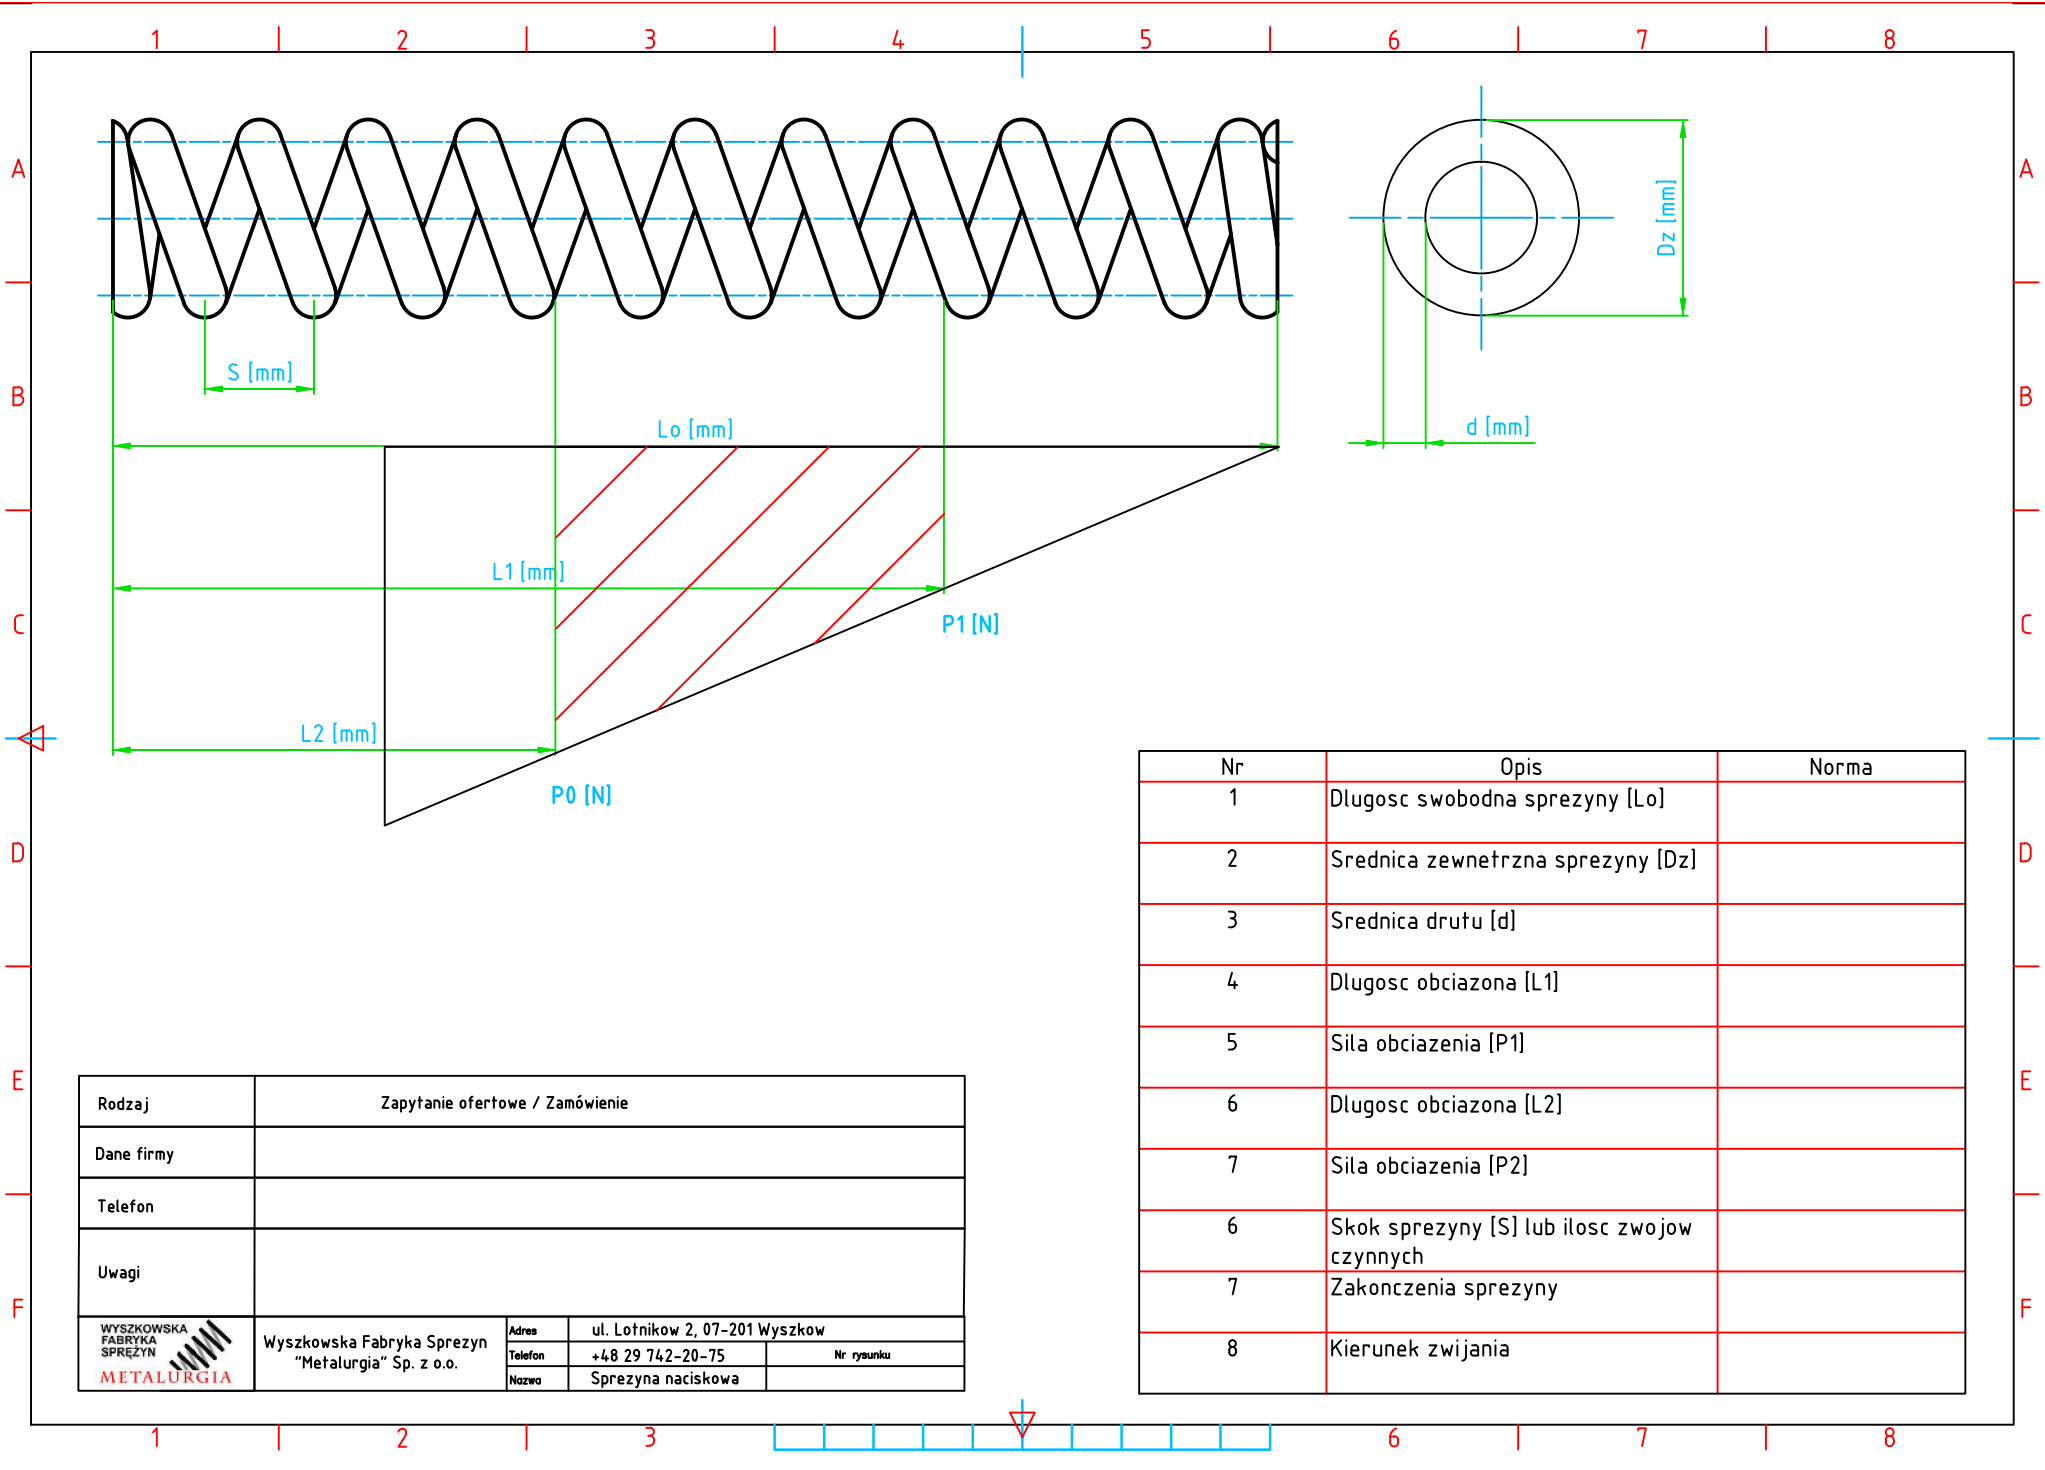 1 2 3 4 5 6 7 8
A A
Dz [mm]
S [mm]
B B
Lo [mm]
d [mm]
L1 [mm]
P1 [N]
C C
L2 [mm]
P0 [N]
D D
Nr Opis Norma
1 Dlugosc swobodna sprezyny [Lo]
2 Srednica zewnetrzna sprezyny [Dz]
3 Srednica drutu [d]
4 Dlugosc obciazona [L1]
5 Sila obciazenia [P1]
6 Dlugosc obciazona [L2]
7 Sila obciazenia [P2]
6 Skok sprezyny [S] lub ilosc zwojow
czynnych
7 Zakonczenia sprezyny
8 Kierunek zwijania
E E
Rodzaj Zapytanie ofertowe / Zamówienie
Dane firmy
Telefon
Uwagi
F F
WYSZKOWSKA
FABRYKA
SPRĘŻYN
METALURGIA
Wyszkowska Fabryka Sprezyn
"Metalurgia" Sp. z o.o.
Adres ul. Lotnikow 2, 07-201 Wyszkow
Telefon +48 29 742-20-75 Nr rysunku
Nazwa Sprezyna naciskowa
1 2 3 6 7 8